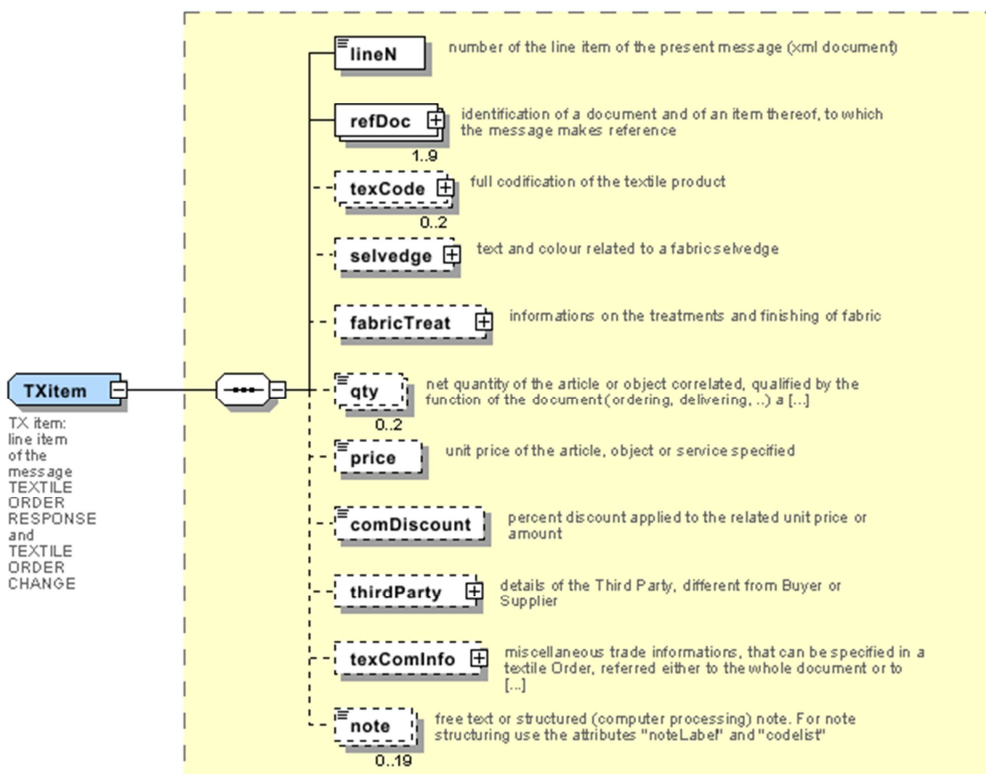 lineN
number of the line item of the present message (xml document)
refDoc
identification of a document and of an item thereof, to which
the message makes reference
1..9
texCode
full codification of the textile product
0..2
selvedge
text and colour related to a fabric selvedge
fabricTreat
informations on the treatments and finishing of fabric
TXitem
TX item:
line item
of the
message
TEXTILE
ORDER
RESPONSE
and
TEXTILE
ORDER
CHANGE
qty
net quantity of the article or object correlated, qualified by the
function of the document (ordering, delivering, ..) a [...]
0..2
price
unit price of the article, object or service specified
comDiscount
percent discount applied to the related unit price or
amount
thirdParty
details of the Third Party, different from Buyer or
Supplier
texComInfo
miscellaneous trade informations, that can be specified in a
textile Order, referred either to the whole document or to
[...]
note
free text or structured (computer processing) note. For note
structuring use the attributes "noteLabel" and "codelist"
0..19